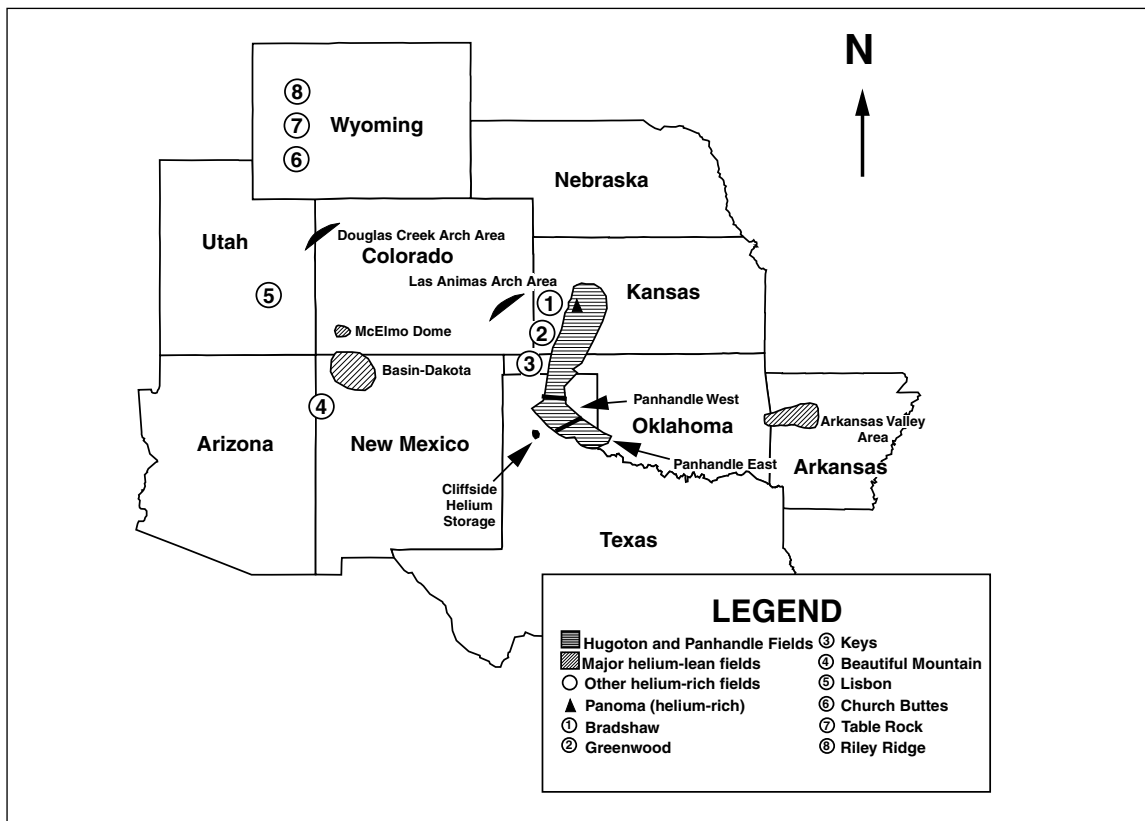 N
8
Wyoming
7
6
Nebraska
Utah
Douglas Creek Arch Area
Colorado
Las Animas Arch Area
5
1
Kansas
2
McElmo Dome
3
Basin-Dakota
4
Panhandle West
Arizona
New Mexico
Oklahoma
Arkansas Valley
Area
Panhandle East
Arkansas
Cliffside
Helium
Storage
Texas
LEGEND
Hugoton and Panhandle Fields
Major helium-lean fields
Other helium-rich fields
Panoma (helium-rich)
1 Bradshaw
2 Greenwood
3 Keys
4 Beautiful Mountain
5 Lisbon
6 Church Buttes
7 Table Rock
8 Riley Ridge